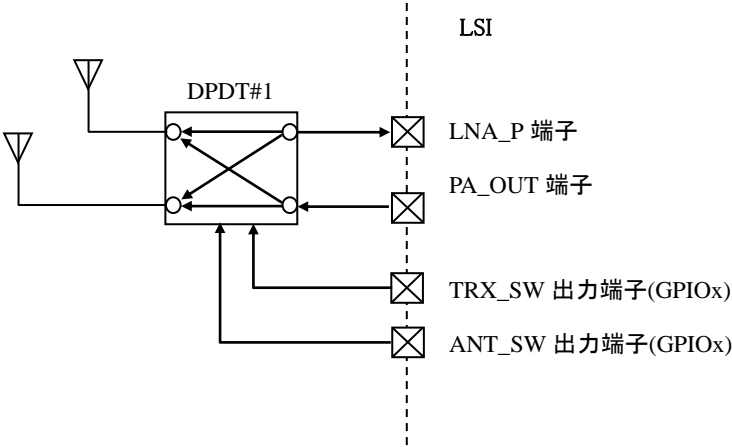 LSI
DPDT#1
LNA_P 端子
PA_OUT 端子
TRX_SW 出力端子(GPIOx)
ANT_SW 出力端子(GPIOx)